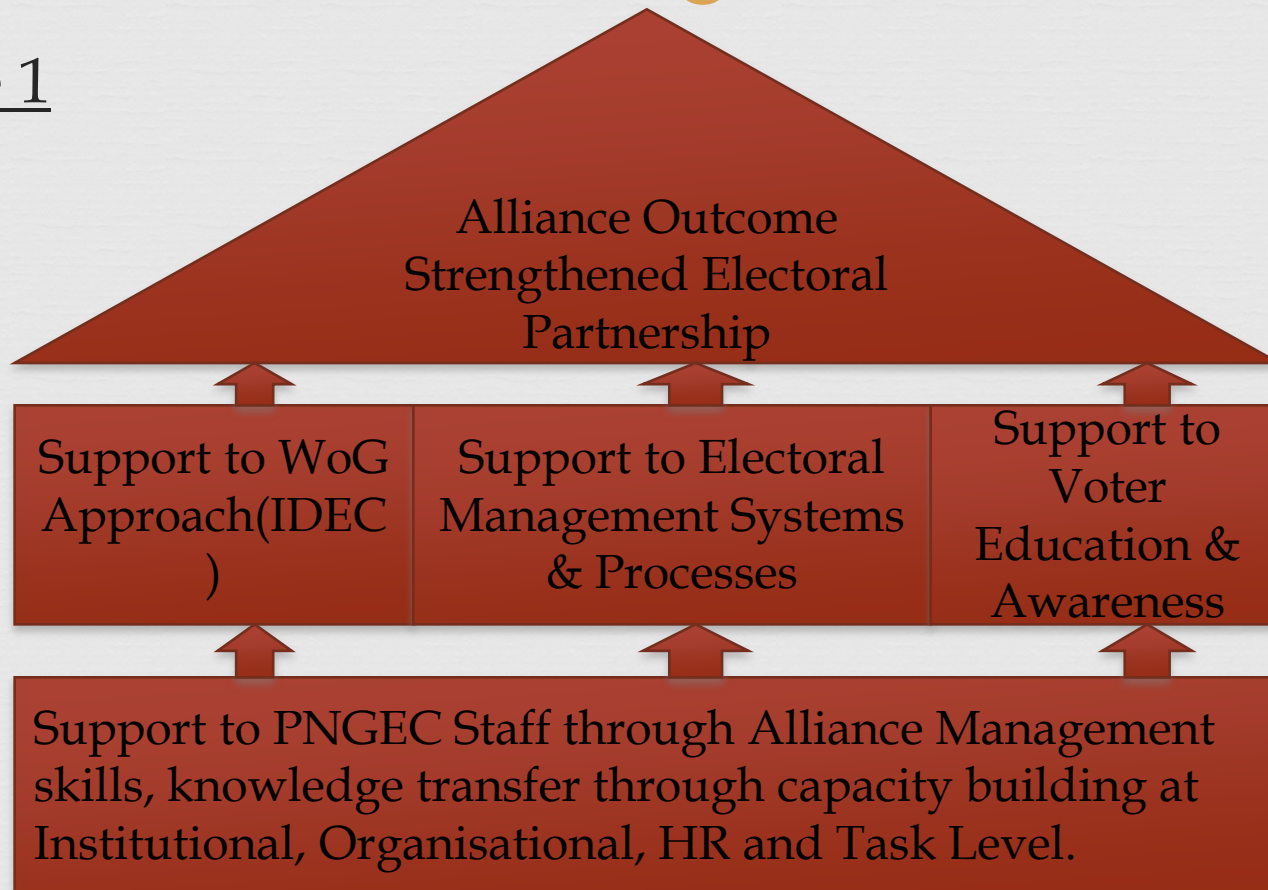 1
Alliance Outcome
Strengthened Electoral
Partnership
Support to WoG
Approach(IDEC
)
Support to Electoral
Management Systems
& Processes
Support to
Voter
Education &
Awareness
Support to PNGEC Staff through Alliance Management
skills, knowledge transfer through capacity building at
Institutional, Organisational, HR and Task Level.